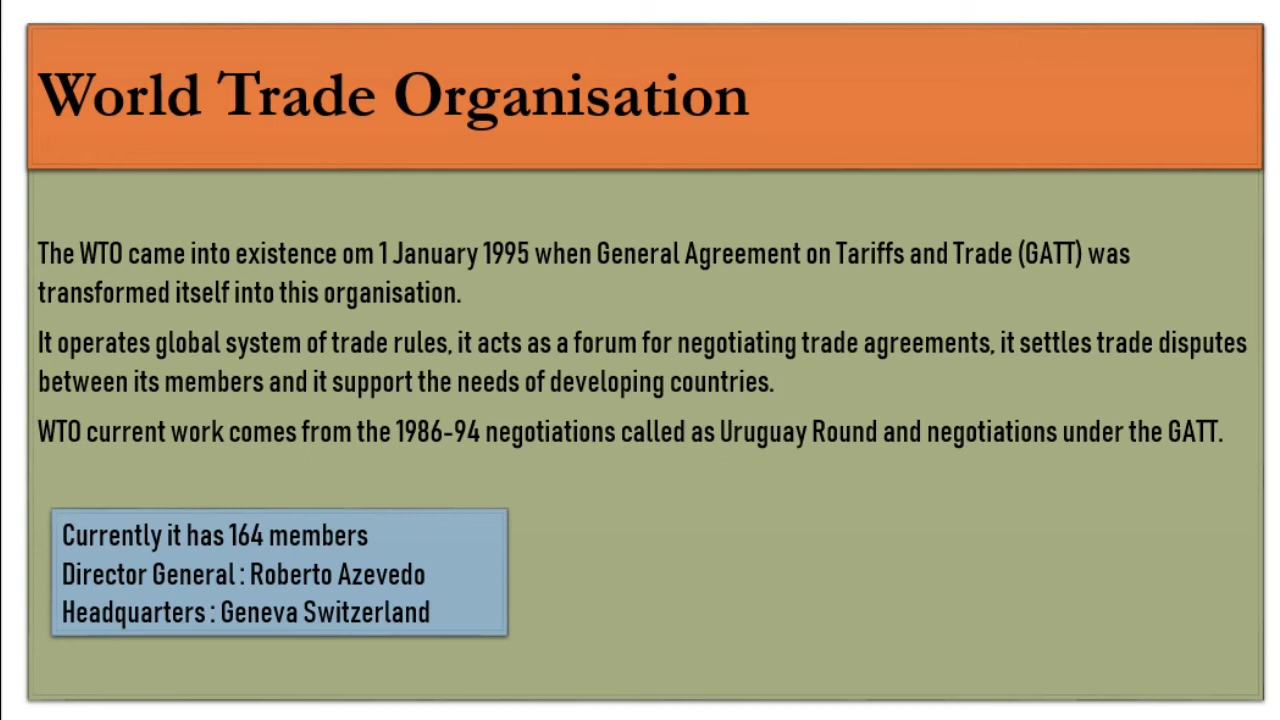 World Trade Organisation
The WTO came into existence om 1 January 1995 when General Agreement on Tariffs and Trade (GATT) was
transformed itself into this organisation.
It operates global system of trade rules, it acts as a forum for negotiating trade agreements, it settles trade disputes
between its members and it support the needs of developing countries.
WTO current work comes from the 1986-94 negotiations called as Uruguay Round and negotiations under the GATT.
Currently it has 164 members
Director General : Roberto Azevedo
Headquarters : Geneva Switzerland